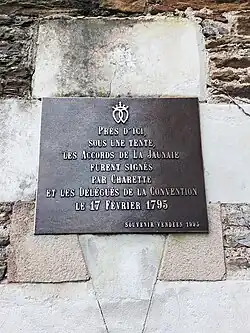 PRÈS D'ICI,
SOUS UNE TENTE,
LES ACCORDS DE LA JAUNAIE
FURENT SIGNÉS
PAR CHARETTE
ET LES DÉLÉGUÉS DE LA CONVENTION
LE 17 FÉVRIER 1795
SOUVENIR VENDÉEN 1995